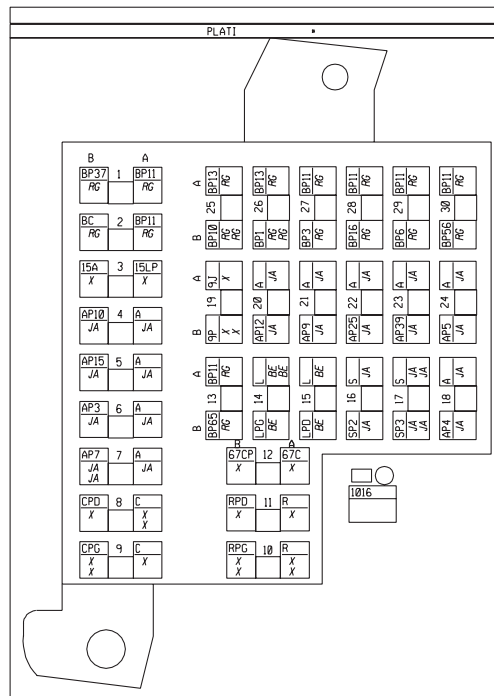 PLATI
B A
BP37 1 BP11
RG RG
BC 2 BP11
RG RG
15A 3 15LP
X X
AP10 4 A
JA JA
AP15 5 A
JA JA
AP3 6 A
JA JA
AP7 7 A
JA JA
JA
CPD 8 C
X X
X
CPG 9 C
X X
X
A
BP13 RG
25
B
BP10 RG RG
BP13 RG
26
BP1 RG RG
BP11 RG
27
BP3 RG
BP11 RG
28
BP16 RG
BP11 RG
29
BP6 RG
BP11 RG
30
BP56 RG
A
9J X
19
B
9P X X
A JA
20
AP12 JA
A JA
21
AP9 JA
A JA
22
AP25 JA
A JA
23
AP39 JA
A JA
24
AP5 JA
A
BP11 RG
13
B
BP65 RG
L BE BE
14
LPG BE
L BE
15
LPD BE
S JA
16
SP2 JA
S JA JA
17
SP3 JA JA
A JA
18
AP4 JA
B A
67CP 12 67C
X X
RPD 11 R
X X
RPG 10 R
X X
X X
1016